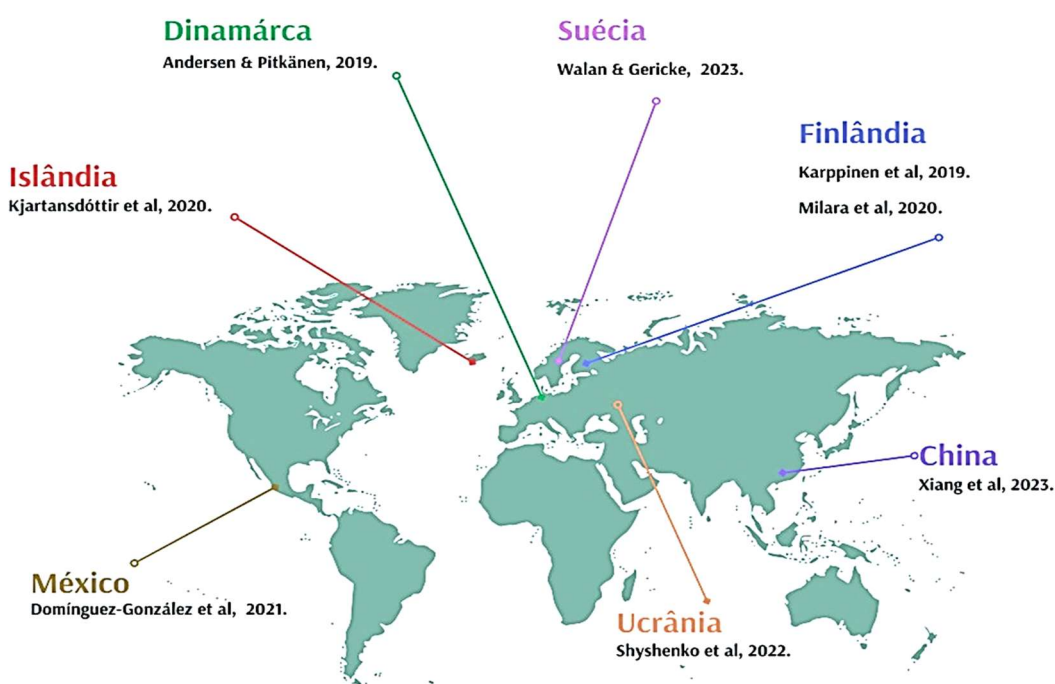 Dinamárca
Andersen & Pitkänen, 2019.
Suécia
Walan & Gericke, 2023.
Finlândia
Karppinen et al, 2019.
Milara et al, 2020.
Islândia
Kjartansdóttir et al, 2020.
China
Xiang et al, 2023.
México
Domínguez-González et al, 2021.
Ucrânia
Shyshenko et al, 2022.